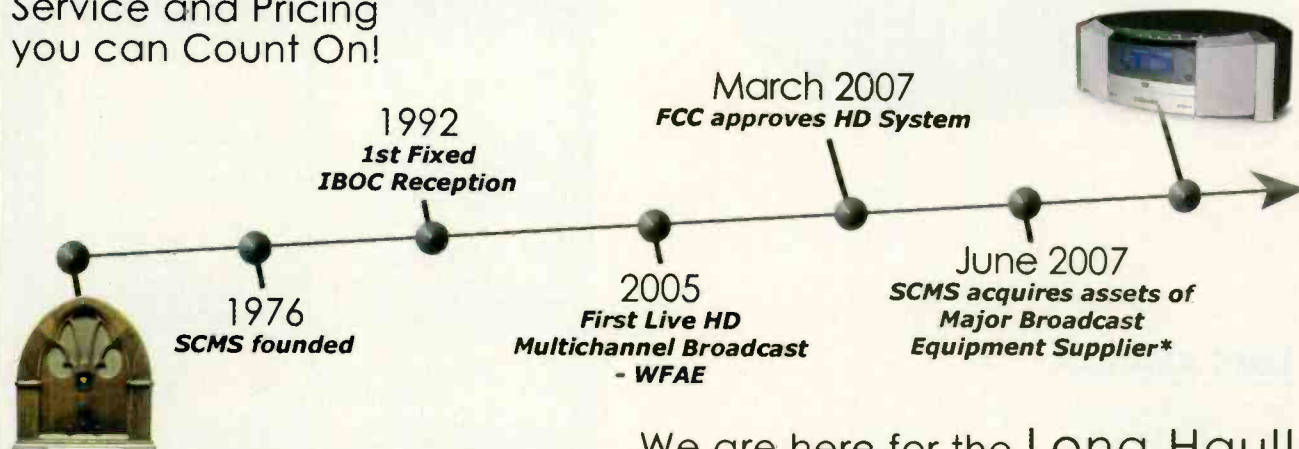 Service and Pricing
you can Count On!
March 2007
FCC approves HD System
1992
1st Fixed
IBOC Reception
1976
SCMS founded
2005
First Live HD
Multichannel Broadcast
- WFAE
June 2007
SCMS acquires assets of
Major Broadcast
Equipment Supplier*
We are here for the Long Haul!